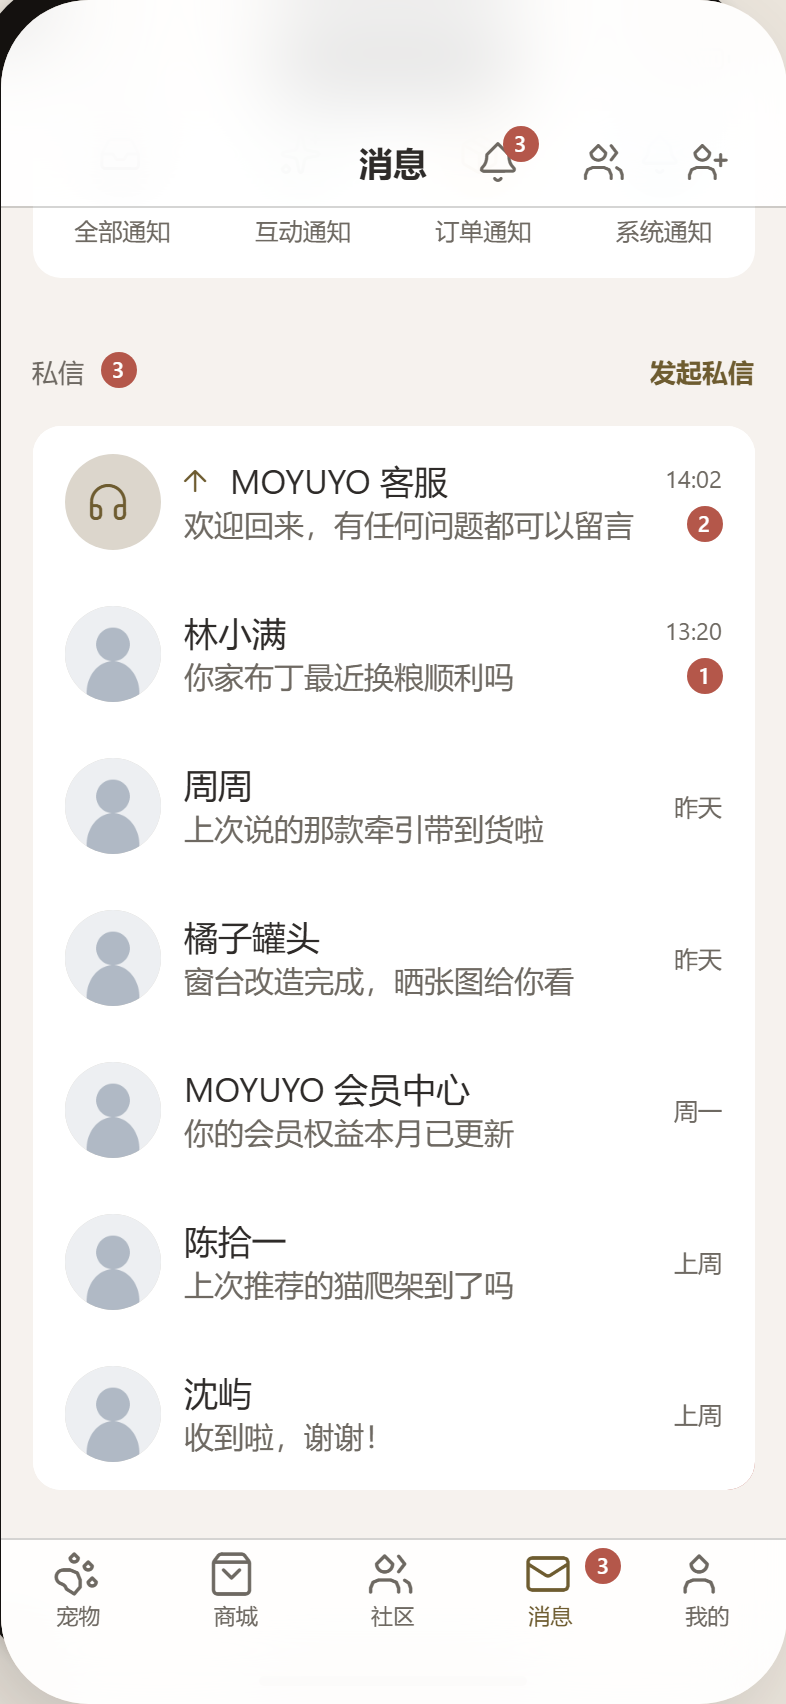 消息
3
全部通知 互动通知 订单通知 系统通知
私信 3 发起私信
MOYUYO 客服 14:02
欢迎回来，有任何问题都可以留言 2
林小满 13:20
你家布丁最近换粮顺利吗 1
周周
上次说的那款牵引带到货啦 昨天
橘子罐头
窗台改造完成，晒张图给你看 昨天
MOYUYO 会员中心
你的会员权益本月已更新 周一
陈拾一
上次推荐的猫爬架到了吗 上周
沈屿
收到啦，谢谢！ 上周
3
宠物 商城 社区 消息 我的